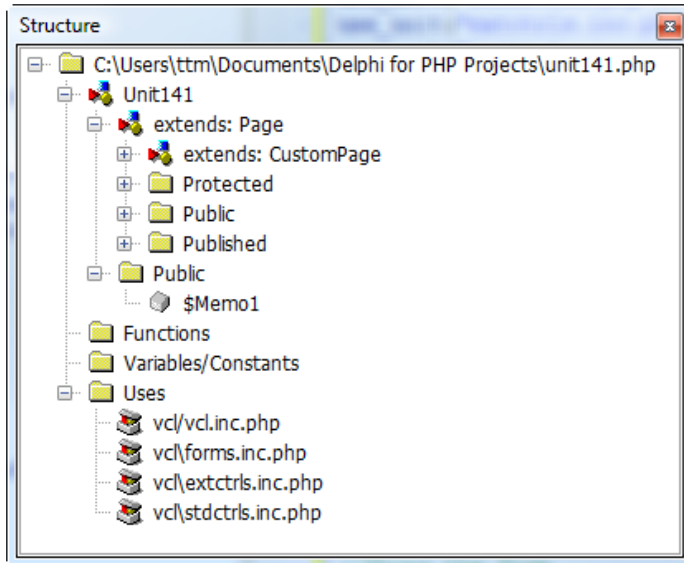 Structure
C:\Users\ttm\Documents\Delphi for PHP Projects\unit141.php
Unit141
extends: Page
extends: CustomPage
Protected
Public
Published
Public
$Memo1
Functions
Variables/Constants
Uses
vcl/vcl.inc.php
vcl\forms.inc.php
vcl\extctrls.inc.php
vcl\stdctrls.inc.php